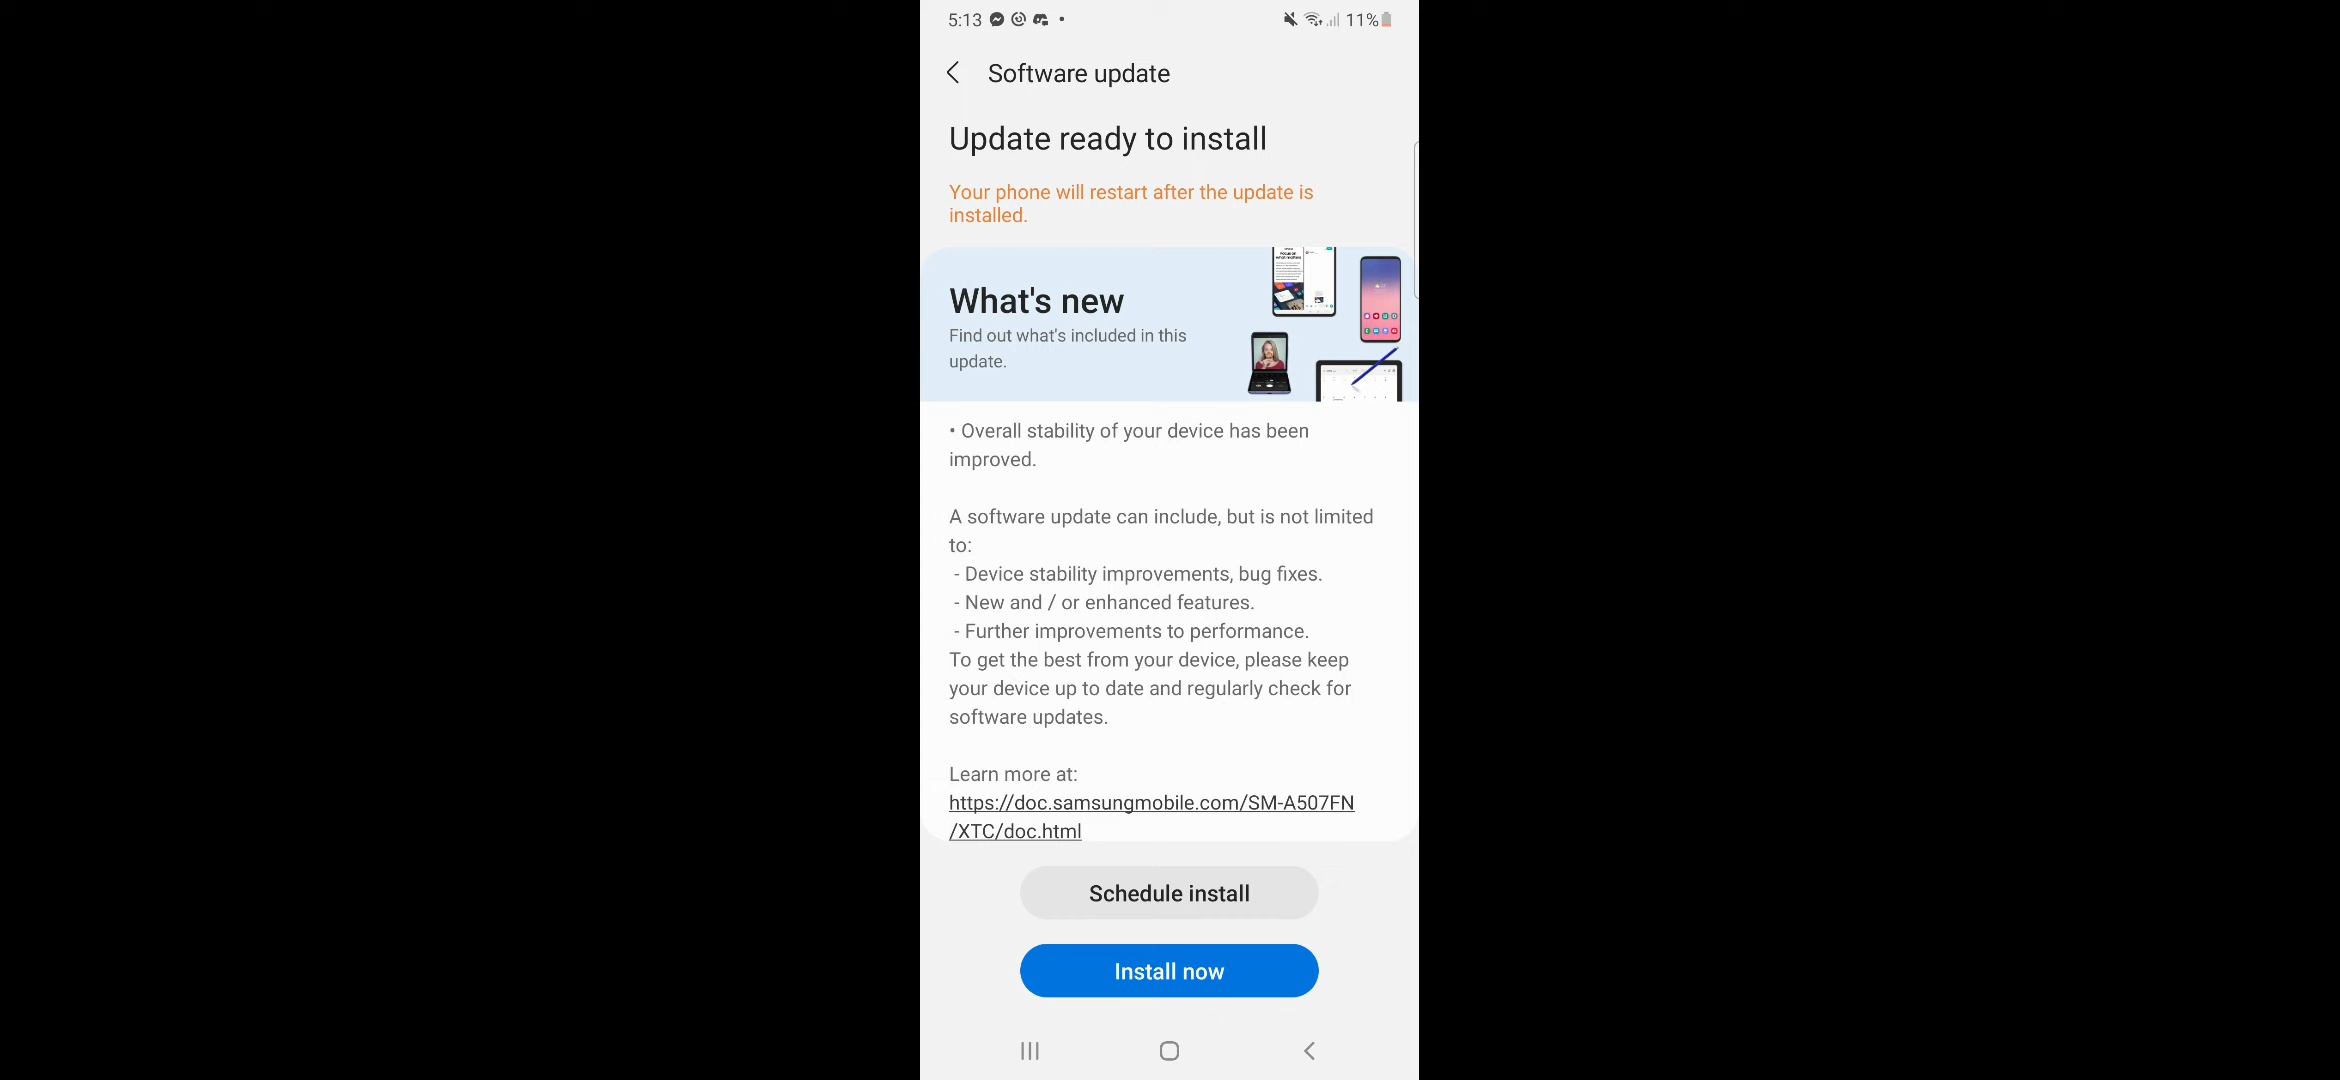 5:13
11%
Software update
Update ready to install
Your phone will restart after the update is
installed.
What's new
Find out what's included in this
update.
• Overall stability of your device has been
improved.
A software update can include, but is not limited
to:
- Device stability improvements, bug fixes.
- New and / or enhanced features.
- Further improvements to performance.
To get the best from your device, please keep
your device up to date and regularly check for
software updates.
Learn more at:
https://doc.samsungmobile.com/SM-A507FN
/XTC/doc.html
Schedule install
Install now